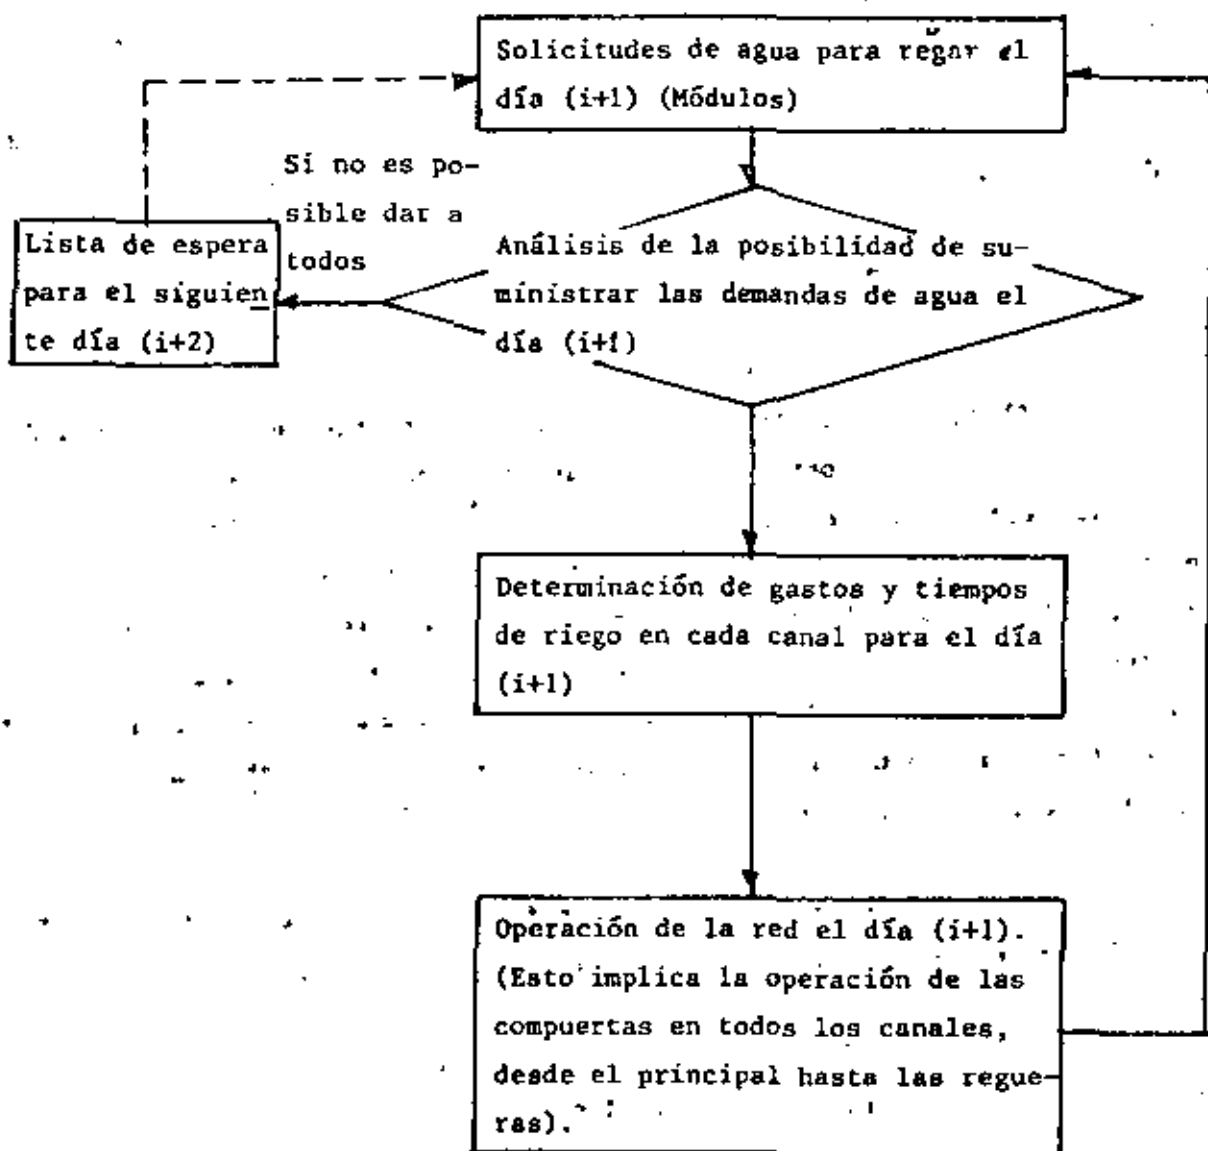 Solicitudes de agua para regar el
día (i+1) (Módulos)
Si no es po-
sible dar a
todos
Lista de espera
para el siguien
te día (i+2)
Análisis de la posibilidad de su-
ministrar las demandas de agua el
día (i+1)
Determinación de gastos y tiempos
de riego en cada canal para el día
(i+1)
Operación de la red el día (i+1).
(Esto implica la operación de las
compuertas en todos los canales,
desde el principal hasta las regue-
ras).